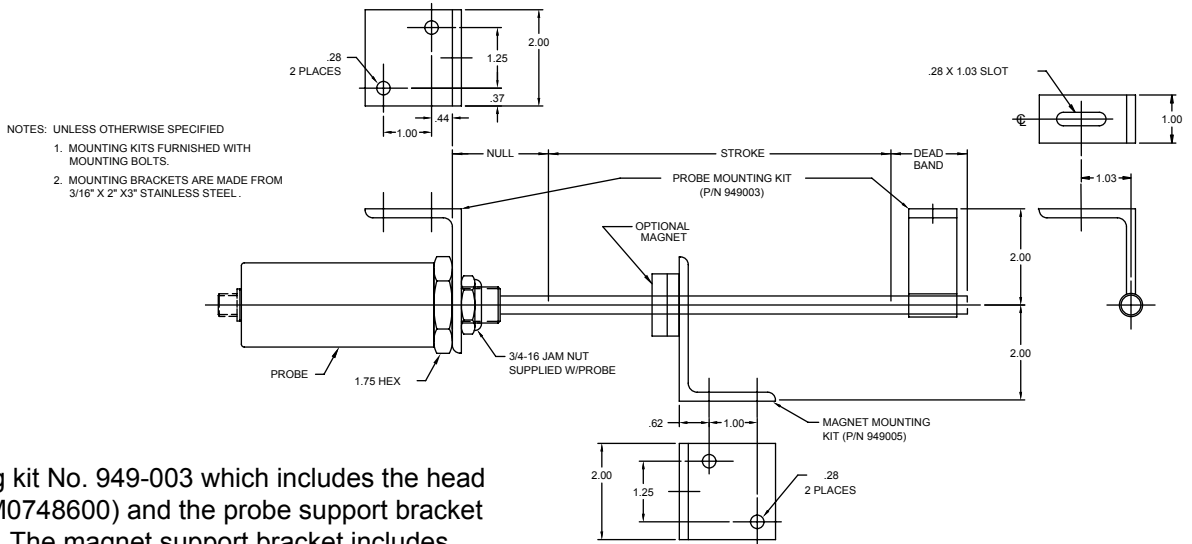 .28
2 PLACES
2.00
1.25
.37
.44
1.00
.28 X 1.03 SLOT
1.00
1.03
NOTES: UNLESS OTHERWISE SPECIFIED
1. MOUNTING KITS FURNISHED WITH
MOUNTING BOLTS.
2. MOUNTING BRACKETS ARE MADE FROM
3/16" X 2" X3" STAINLESS STEEL.
NULL
STROKE
DEAD
BAND
PROBE MOUNTING KIT
(P/N 949003)
OPTIONAL
MAGNET
2.00
2.00
PROBE
1.75 HEX
3/4-16 JAM NUT
SUPPLIED W/PROBE
.62
1.00
MAGNET MOUNTING
KIT (P/N 949005)
2.00
1.25
.28
2 PLACES
kit No. 949-003 which includes the head
M0748600) and the probe support bracket
The magnet support bracket includes